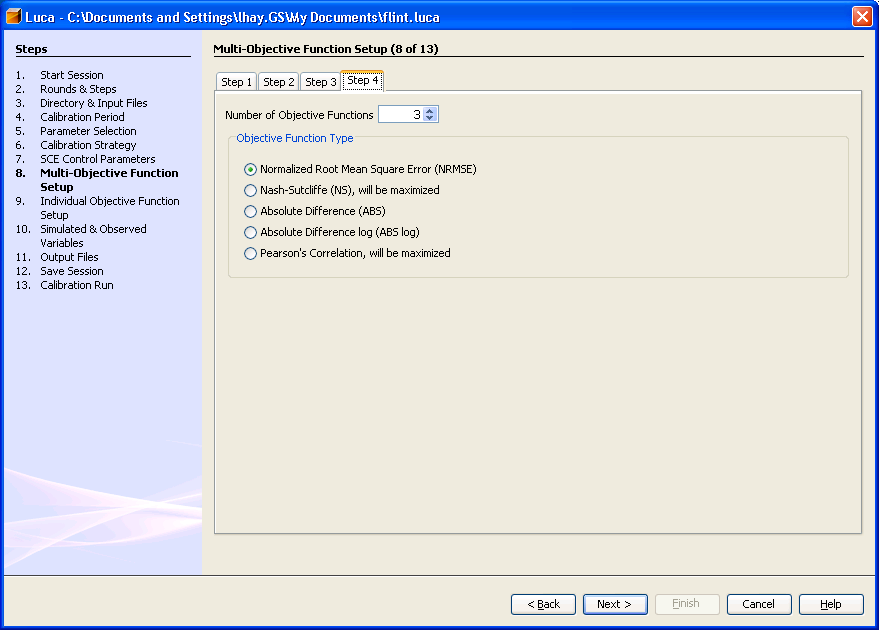 Luca - C:\Documents and Settings\lhay.GS\My Documents\flint.luca
Steps
1. Start Session
2. Rounds & Steps
3. Directory & Input Files
4. Calibration Period
5. Parameter Selection
6. Calibration Strategy
7. SCE Control Parameters
8. Multi-Objective Function
Setup
9. Individual Objective Function
Setup
10. Simulated & Observed
Variables
11. Output Files
12. Save Session
13. Calibration Run
Multi-Objective Function Setup (8 of 13)
Step 1 Step 2 Step 3 Step 4
Number of Objective Functions 3
Objective Function Type
Normalized Root Mean Square Error (NRMSE)
Nash-Sutcliffe (NS), will be maximized
Absolute Difference (ABS)
Absolute Difference log (ABS log)
Pearson's Correlation, will be maximized
< Back Next > Finish Cancel Help